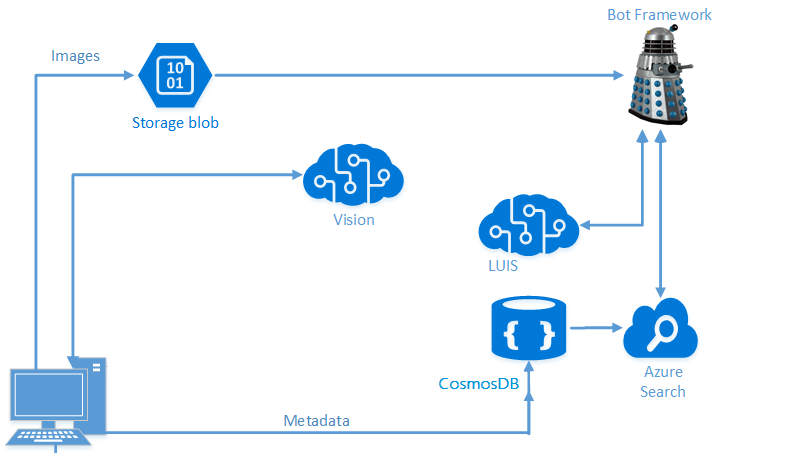 Bot Framework
Images
10
01
Storage blob
Vision
LUIS
{ }
CosmosDB
Azure
Search
Metadata